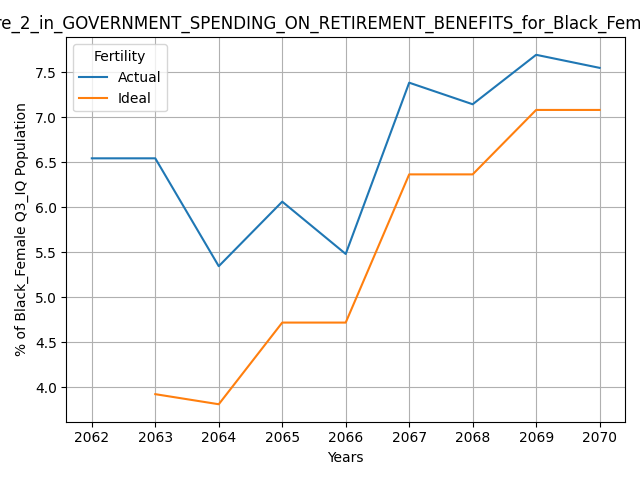 re_2_in_GOVERNMENT_SPENDING_ON_RETIREMENT_BENEFITS_for_Black_Fem
Fertility
Actual
Ideal
% of Black_Female Q3_IQ Population
7.5
7.0
6.5
6.0
5.5
5.0
4.5
4.0
2062 2063 2064 2065 2066 2067 2068 2069 2070
Years